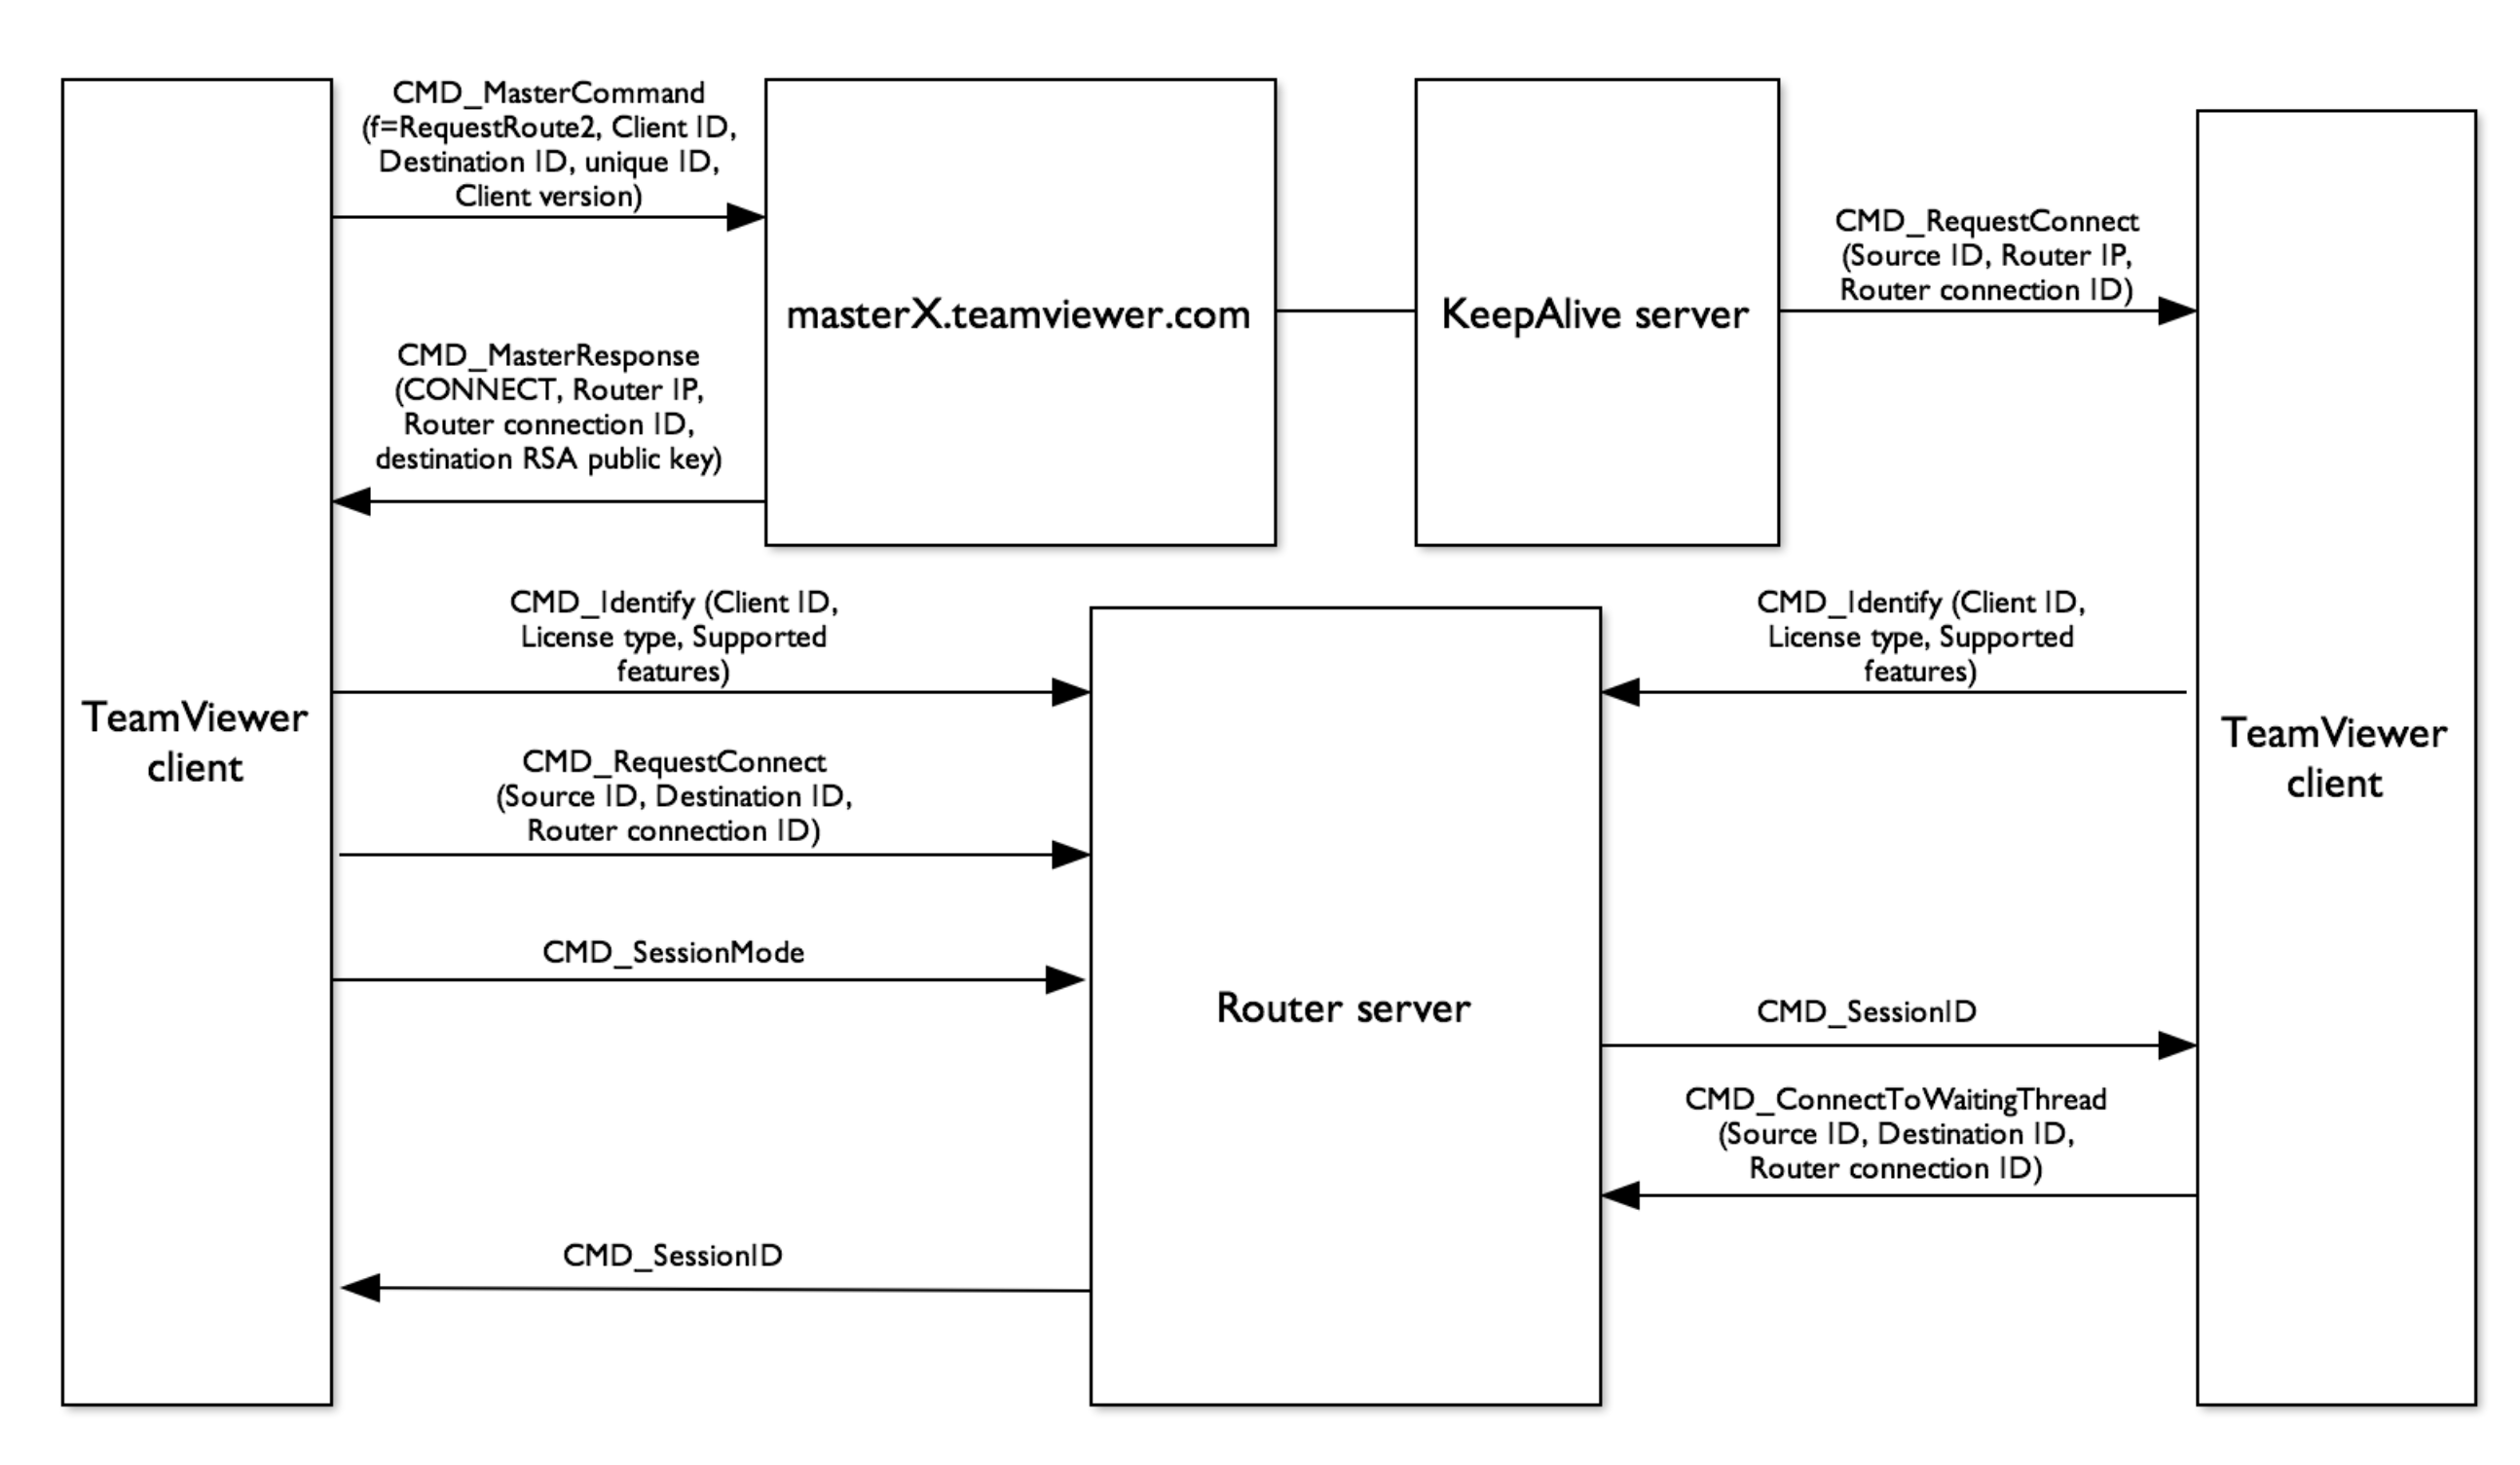 CMD_MasterCommand
(f=RequestRoute2, Client ID,
Destination ID, unique ID,
Client version)
CMD_MasterResponse
(CONNECT, Router IP,
Router connection ID,
destination RSA public key)
masterX.teamviewer.com
KeepAlive server
CMD_RequestConnect
(Source ID, Router IP,
Router connection ID)
TeamViewer
client
CMD_Identify (Client ID,
License type, Supported
features)
CMD_RequestConnect
(Source ID, Destination ID,
Router connection ID)
CMD_SessionMode
CMD_SessionID
Router server
CMD_Identify (Client ID,
License type, Supported
features)
CMD_SessionID
CMD_ConnectToWaitingThread
(Source ID, Destination ID,
Router connection ID)
TeamViewer
client